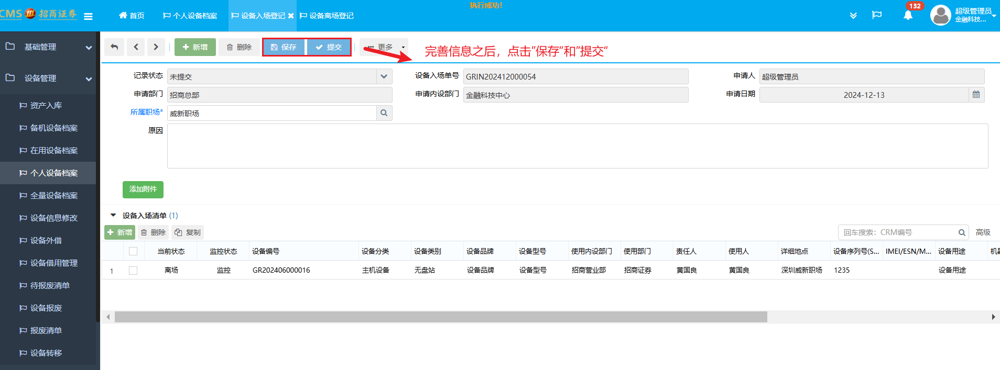 执行成功！
CMS 招商证券
首页
个人设备档案
设备入场登记
设备离场登记
132
超级管理员
金融科技...
基础管理
设备管理
资产入库
备机设备档案
在用设备档案
个人设备档案
全量设备档案
设备信息修改
设备外借
设备借用管理
待报废清单
设备报废
报废清单
设备转移
新增
删除
保存
提交
更多
完善信息之后，点击“保存“和”提交“
记录状态 未提交
设备入场单号 GRIN202412000054
申请人 超级管理员
申请部门 招商总部
申请内设部门 金融科技中心
申请日期 2024-12-13
所属职场* 威新职场
原因
添加附件
设备入场清单 (1)
新增 删除 复制
回车搜索：CRM编号 高级
当前状态 监控状态 设备编号 设备分类 设备类别 设备品牌 设备型号 使用内设部门 使用部门 责任人 使用人 详细地点 设备序列号(S... IMEI/ESN/M... 设备用途
1 离场 监控 GR202406000016 主机设备 无盘站 设备品牌 设备型号 招商营业部 招商证券 黄国良 黄国良 深圳威新职场 1235 设备用途